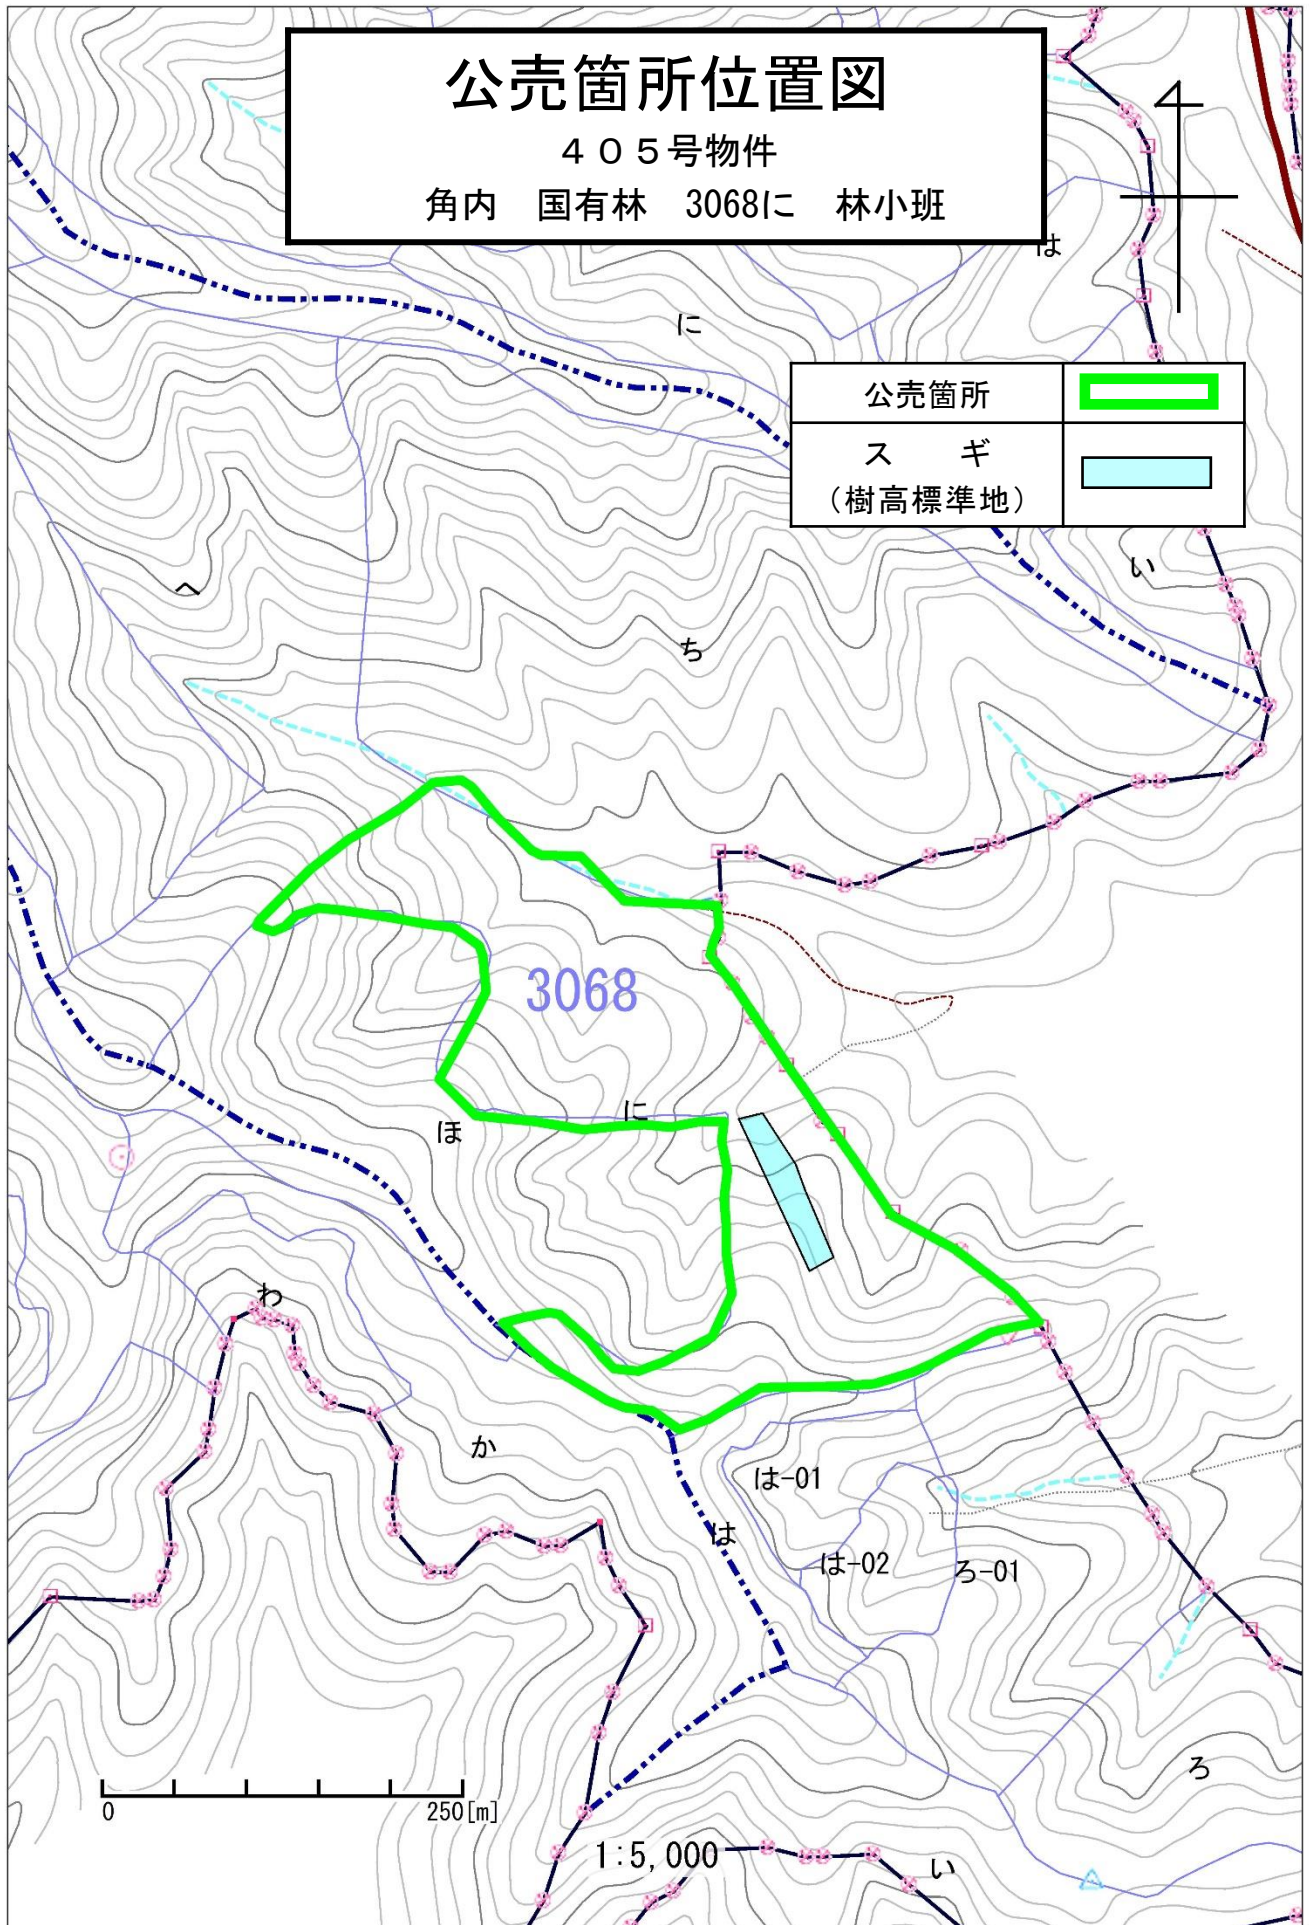 公売箇所位置図
４０５号物件
角内　国有林　3068に　林小班
は
に
公売箇所
ス　ギ
（樹高標準地）
い
へ
ち
3068
に
ほ
わ
か
は-01
は
は-02
ろ-01
ろ
0 250[m]
1:5,000
い